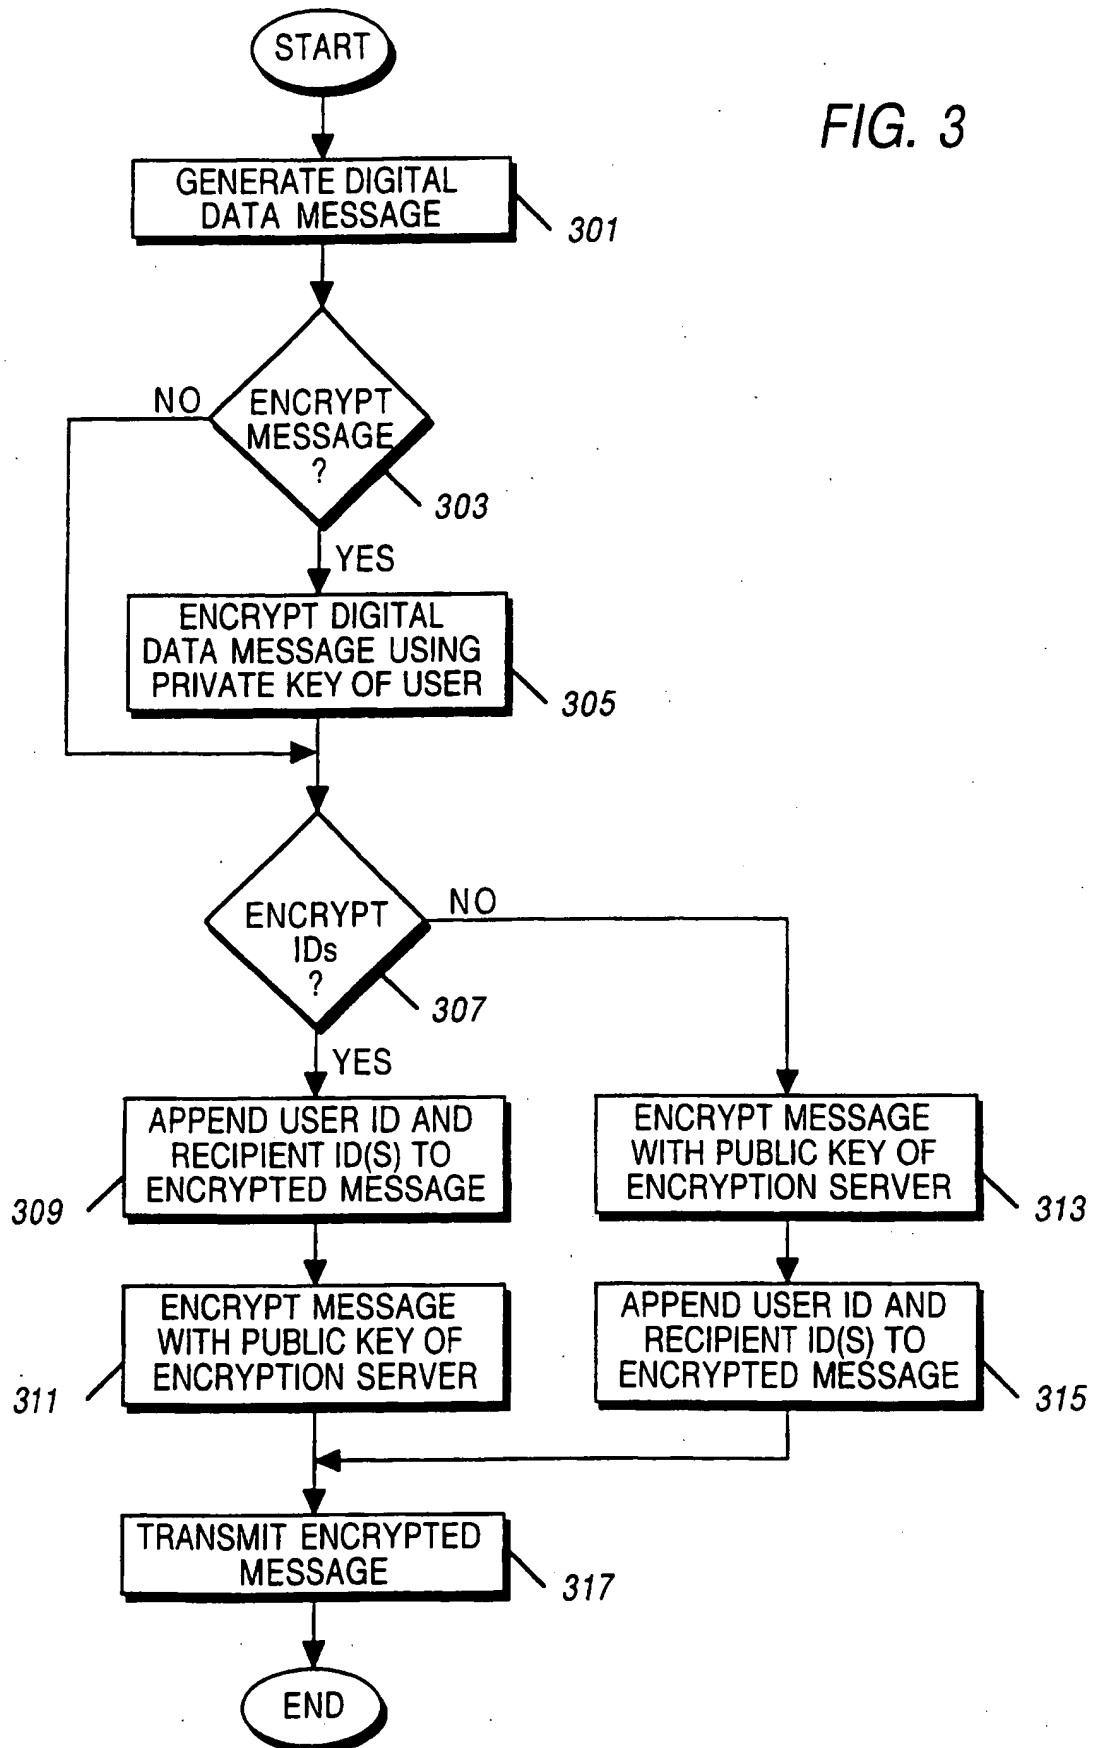 START
FIG. 3
GENERATE DIGITAL
DATA MESSAGE
301
NO
ENCRYPT
MESSAGE
?
303
YES
ENCRYPT DIGITAL
DATA MESSAGE USING
PRIVATE KEY OF USER
305
ENCRYPT
IDs
?
NO
307
YES
APPEND USER ID AND
RECIPIENT ID(S) TO
ENCRYPTED MESSAGE
309
ENCRYPT MESSAGE
WITH PUBLIC KEY OF
ENCRYPTION SERVER
313
ENCRYPT MESSAGE
WITH PUBLIC KEY OF
ENCRYPTION SERVER
311
APPEND USER ID AND
RECIPIENT ID(S) TO
ENCRYPTED MESSAGE
315
TRANSMIT ENCRYPTED
MESSAGE
317
END